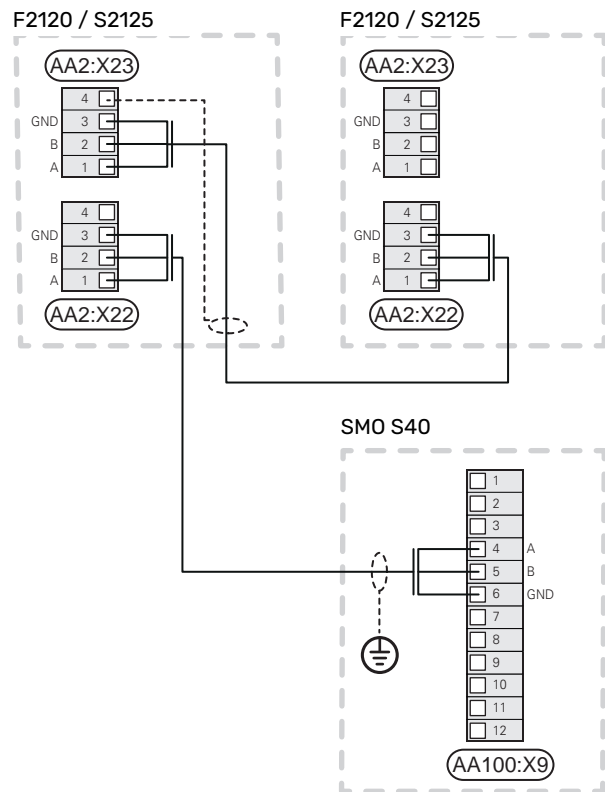 F2120 / S2125
AA2:X23
4
GND 3
B 2
A 1
4
GND 3
B 2
A 1
AA2:X22
F2120 / S2125
AA2:X23
4
GND 3
B 2
A 1
4
GND 3
B 2
A 1
AA2:X22
SMO S40
1
2
3
4 A
5 B
6 GND
7
8
9
10
11
12
AA100:X9